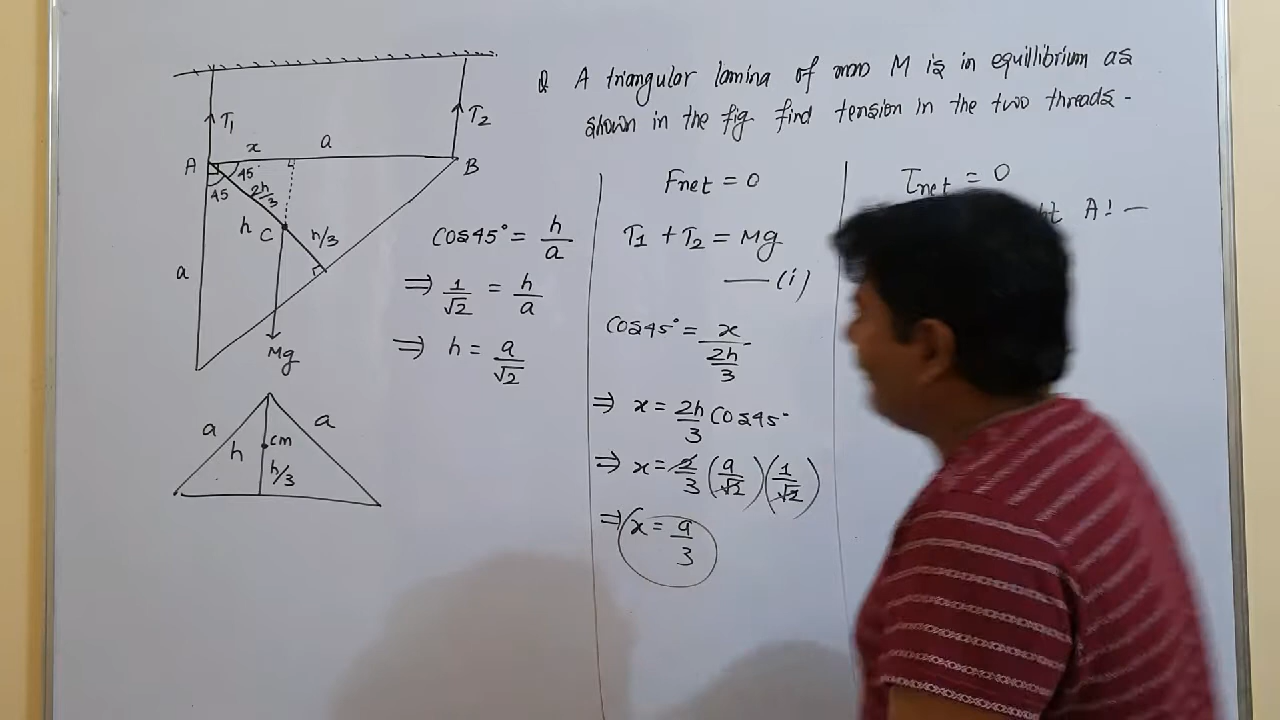 Q A triangular lamina of mass M is in equillibrium as
shown in the fig find tension in the two threads -
T1
T2
A
x
a
B
45°
45
2h/3
h
C
h/3
a
Mg
a
a
h
cm
h/3
Cos45° = h/a
⇒ 1/√2 = h/a
⇒ h = a/√2
Fnet = 0
T1 + T2 = Mg
—— (i)
Cos45° = x/(2h/3)
⇒ x = 2h/3 Cos45°
⇒ x = 2/3 (a/√2)(1/√2)
⇒ x = a/3
τnet = 0
A! —